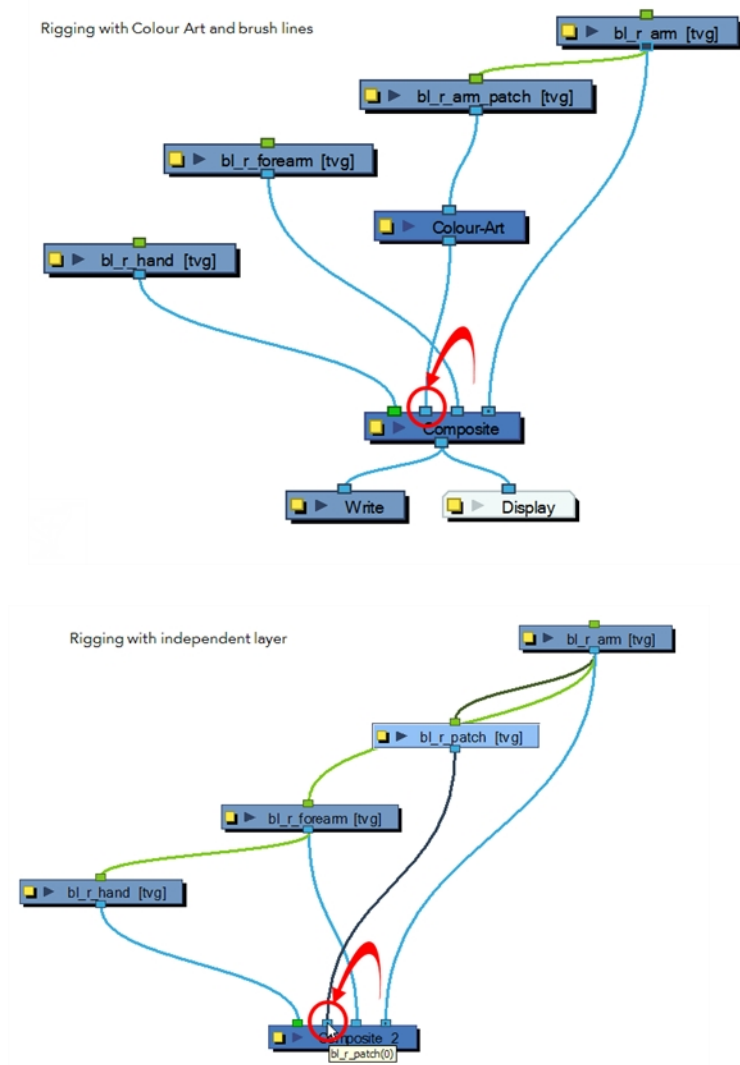 Rigging with Colour Art and brush lines
bl_r_arm [tvg]
bl_r_arm_patch [tvg]
bl_r_forearm [tvg]
Colour-Art
bl_r_hand [tvg]
Composite
Write
Display
Rigging with independent layer
bl_r_arm [tvg]
bl_r_patch [tvg]
bl_r_forearm [tvg]
bl_r_hand [tvg]
Composite_2
bl_r_patch(0)